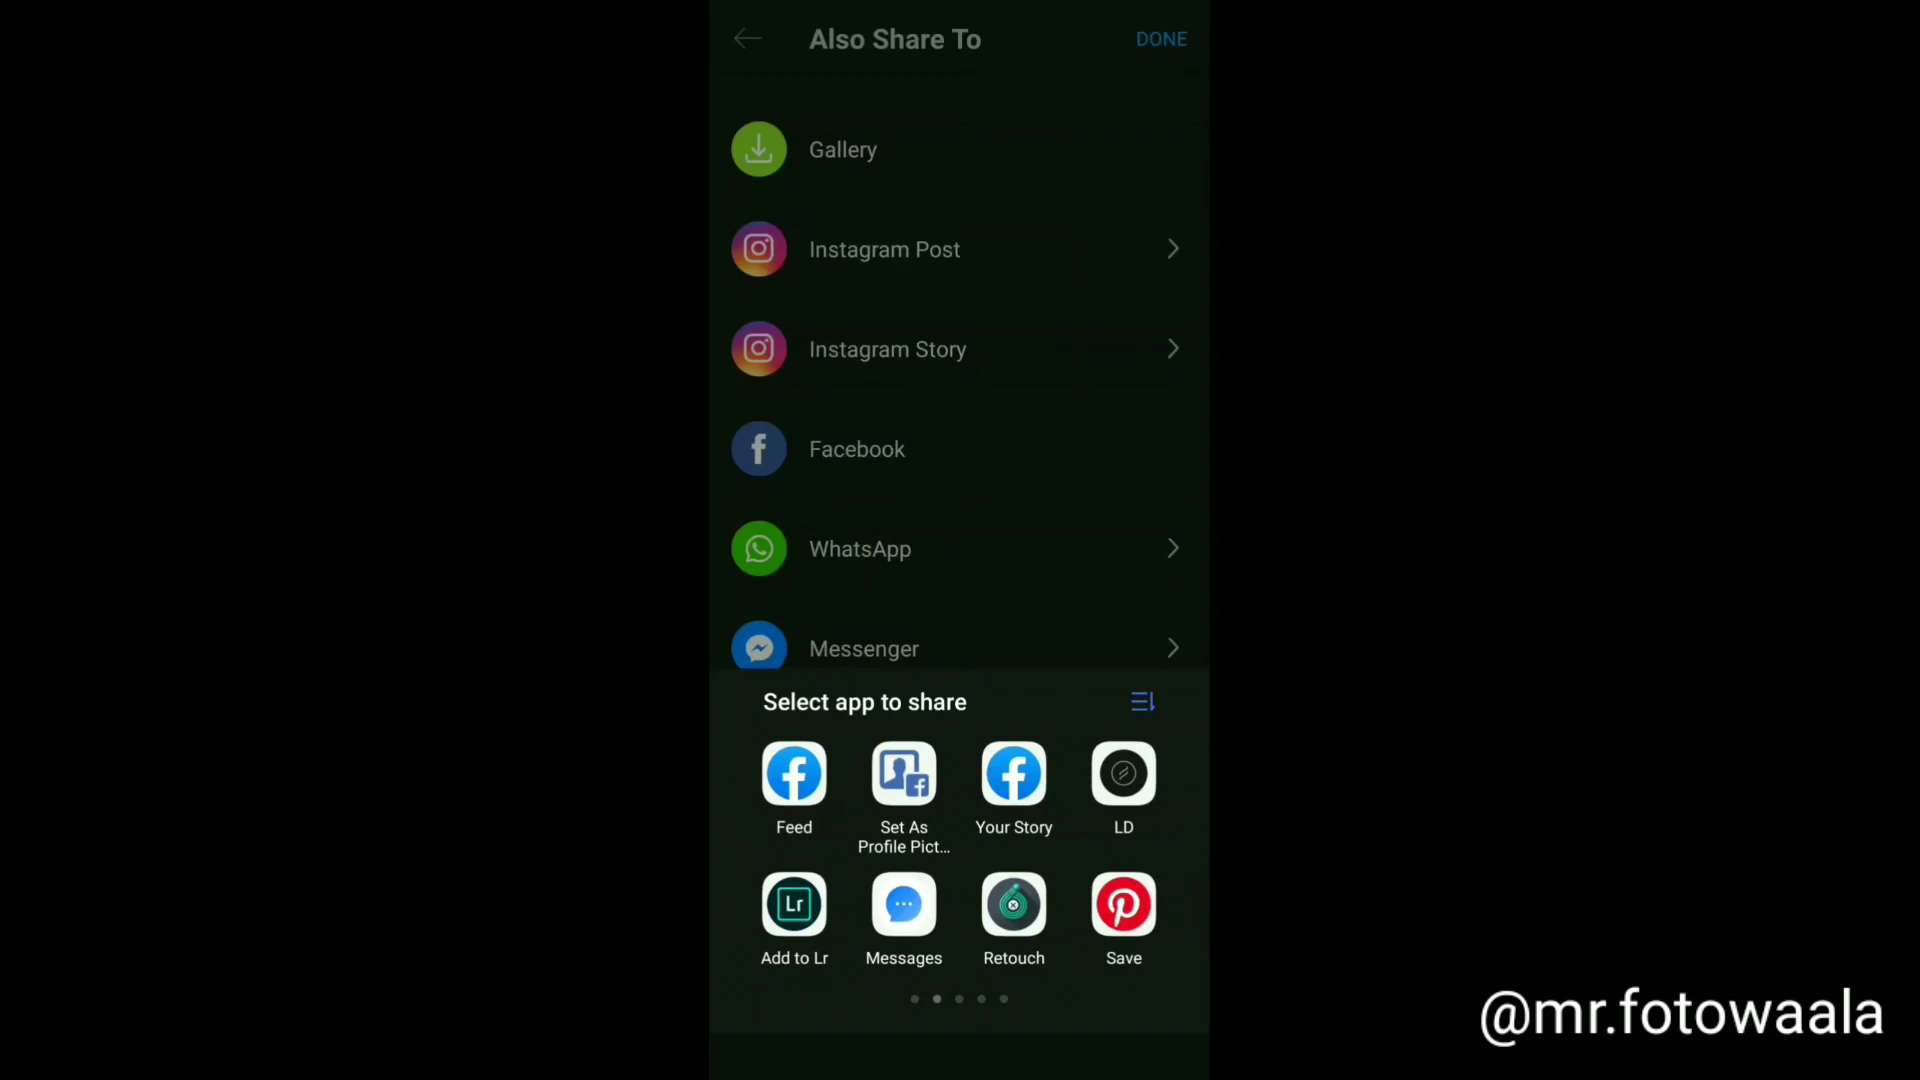 Also Share To
DONE
Gallery
Instagram Post
Instagram Story
Facebook
WhatsApp
Messenger
Select app to share
Feed
Set As
Profile Pict...
Your Story
LD
Lr
Add to Lr
Messages
Retouch
Save
@mr.fotowaala